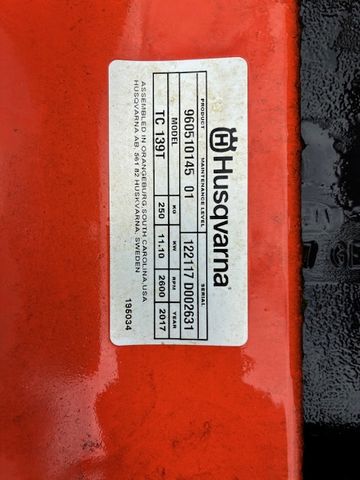 Husqvarna
PRODUCT MAINTENANCE LEVEL SERIAL
960510145 01 122117 D002631
MODEL KG KW RPM YEAR
TC 139T 250 11.10 2600 2017
ASSEMBLED IN ORANGEBURG, SOUTH CAROLINA, USA
HUSQVARNA AB, 561 82 HUSKVARNA, SWEDEN
195034